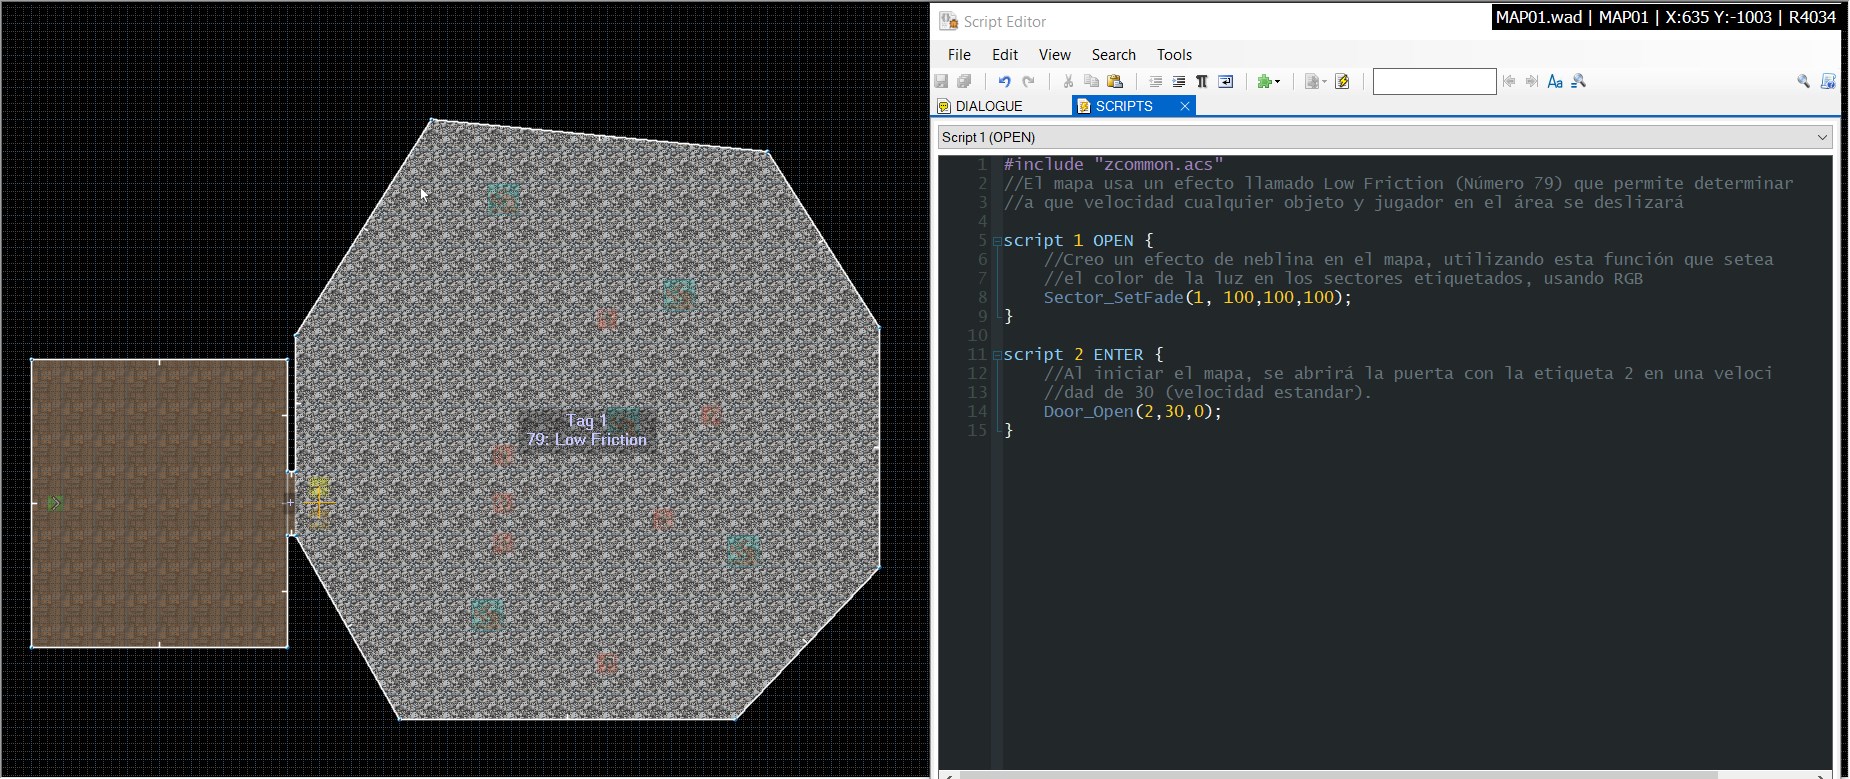 Tag 1
79: Low Friction
Script Editor
MAP01.wad | MAP01 | X:635 Y:-1003 | R4034
File Edit View Search Tools
DIALOGUE SCRIPTS
Script 1 (OPEN)
1 #include "zcommon.acs"
2 //El mapa usa un efecto llamado Low Friction (Número 79) que permite determinar
3 //a que velocidad cualquier objeto y jugador en el área se deslizará
4
5 script 1 OPEN {
6 //Creo un efecto de neblina en el mapa, utilizando esta función que setea
7 //el color de la luz en los sectores etiquetados, usando RGB
8 Sector_SetFade(1, 100,100,100);
9 }
10
11 script 2 ENTER {
12 //Al iniciar el mapa, se abrirá la puerta con la etiqueta 2 en una veloci
13 //dad de 30 (velocidad estandar).
14 Door_Open(2,30,0);
15 }